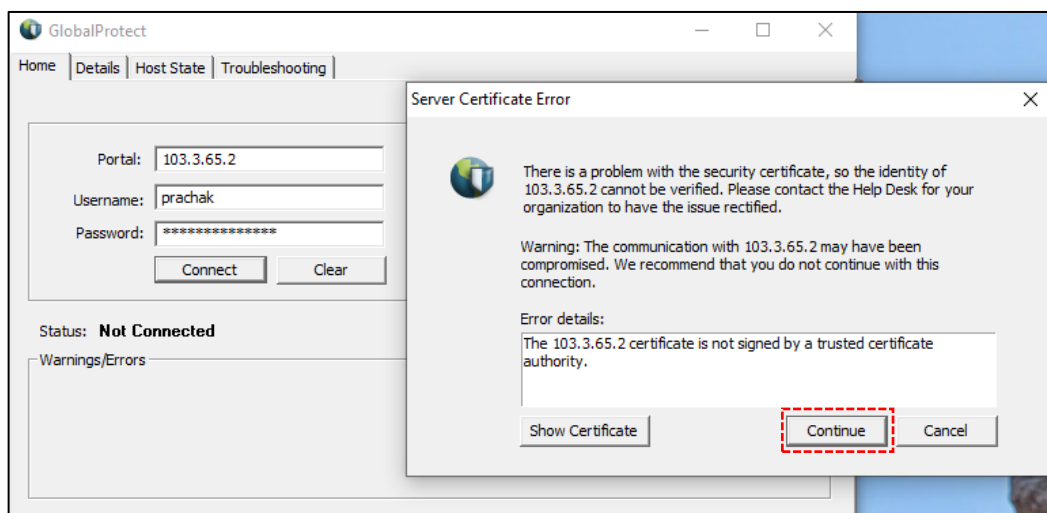 GlobalProtect
Home Details Host State Troubleshooting
Portal: 103.3.65.2
Username: prachak
Password: **************
Connect Clear
Status: Not Connected
Warnings/Errors
Server Certificate Error
There is a problem with the security certificate, so the identity of
103.3.65.2 cannot be verified. Please contact the Help Desk for your
organization to have the issue rectified.
Warning: The communication with 103.3.65.2 may have been
compromised. We recommend that you do not continue with this
connection.
Error details:
The 103.3.65.2 certificate is not signed by a trusted certificate
authority.
Show Certificate Continue Cancel